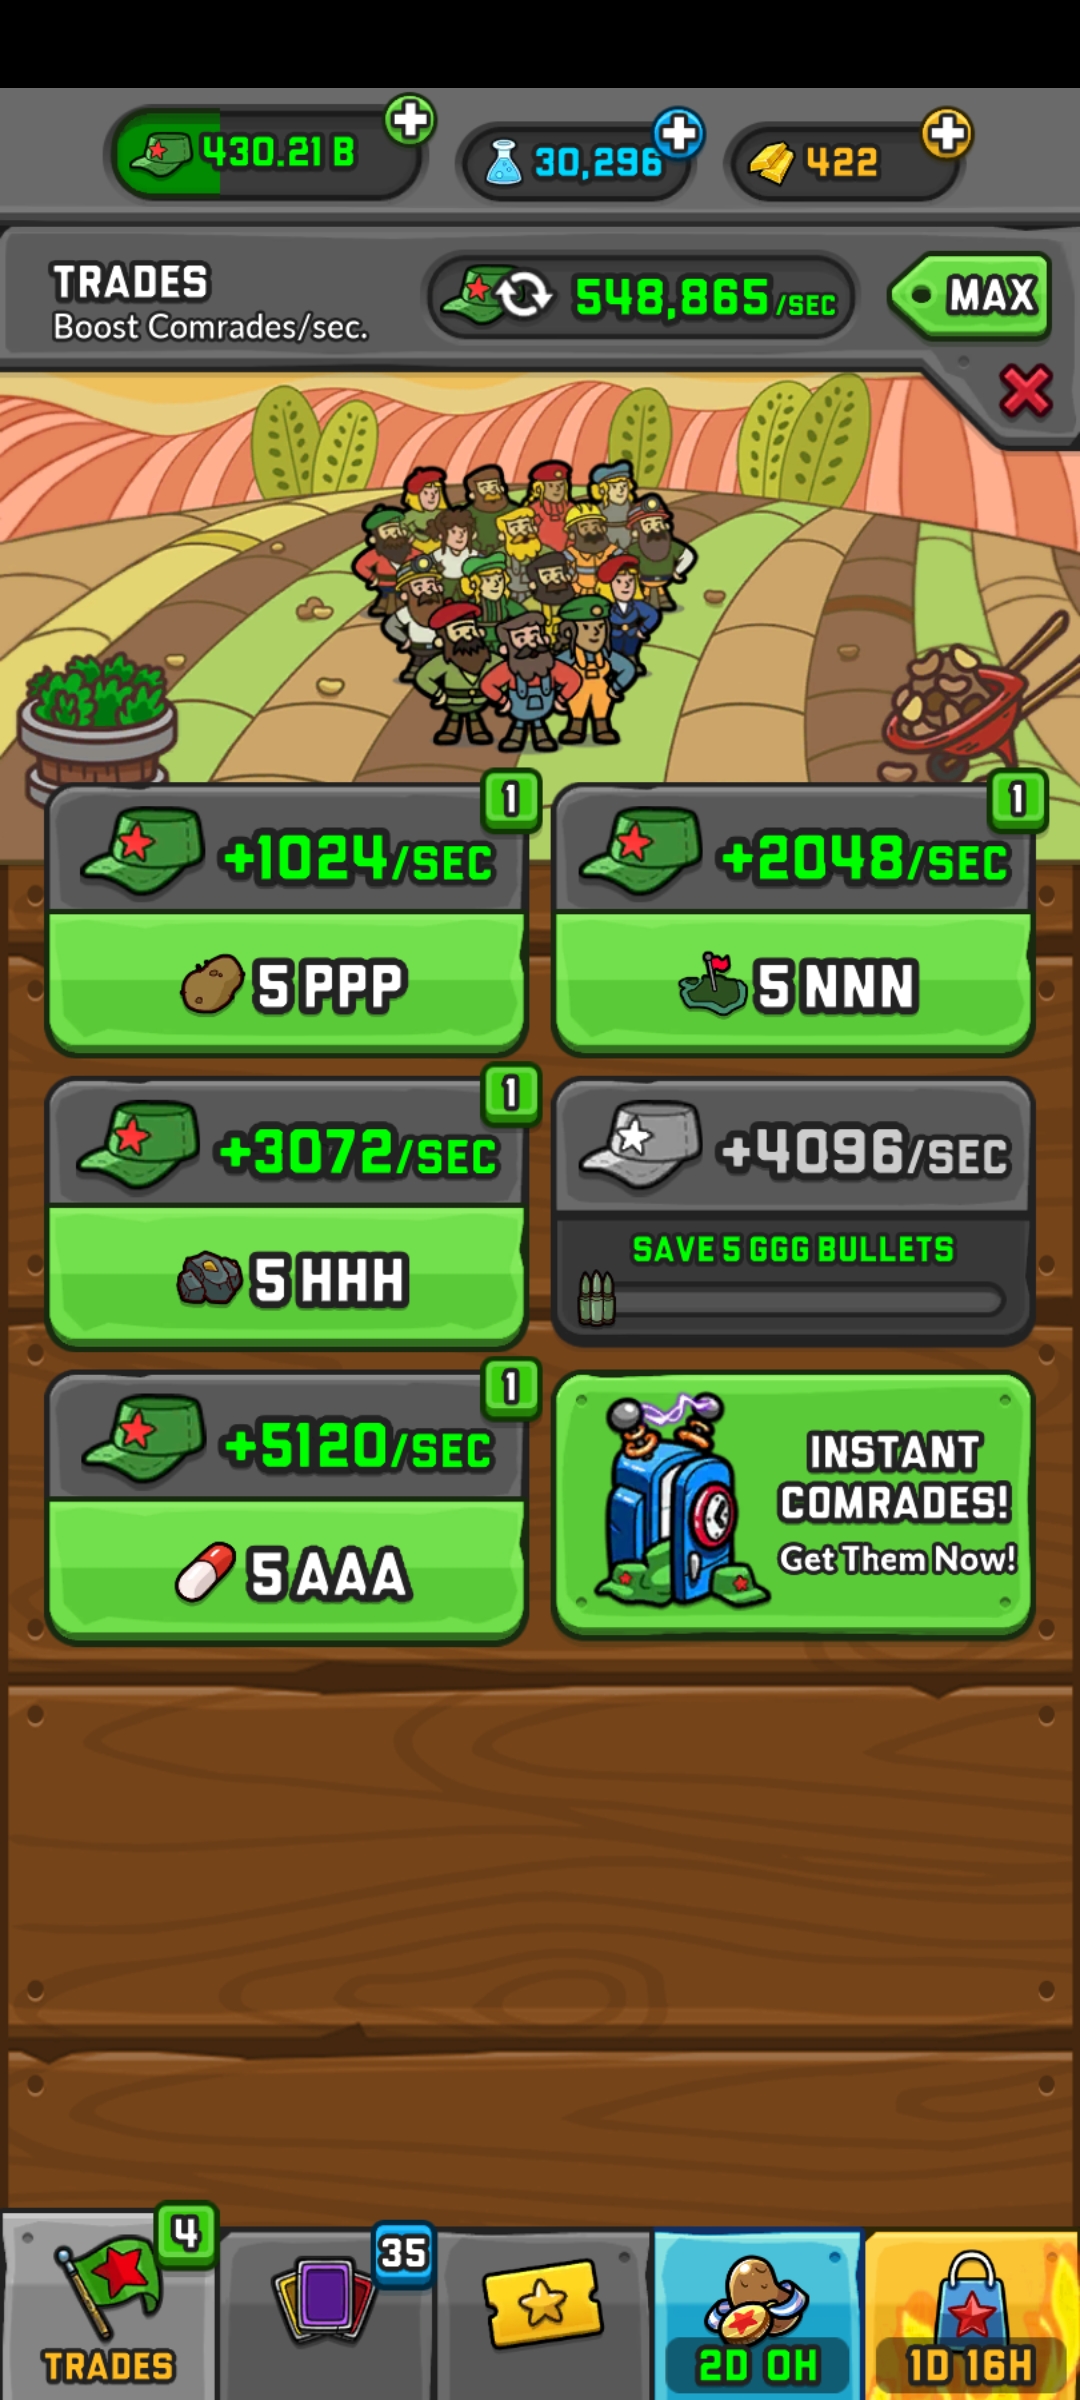 430.21 B
30,296
422
TRADES
Boost Comrades/sec.
548,865/SEC
MAX
1
+1024/SEC
5 PPP
1
+2048/SEC
5 NNN
1
+3072/SEC
5 HHH
+4096/SEC
SAVE 5 GGG BULLETS
1
+5120/SEC
5 AAA
INSTANT
COMRADES!
Get Them Now!
4
TRADES
35
2D 0H
1D 16H